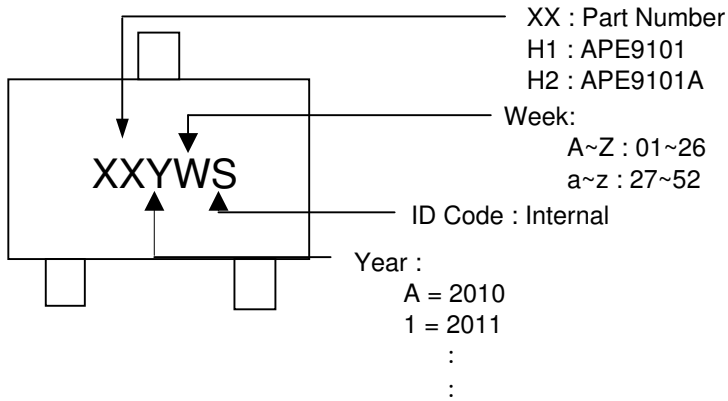 XX : Part Number
H1 : APE9101
H2 : APE9101A
Week:
A~Z : 01~26
a~z : 27~52
XXYWS
ID Code : Internal
Year :
A = 2010
1 = 2011
:
: